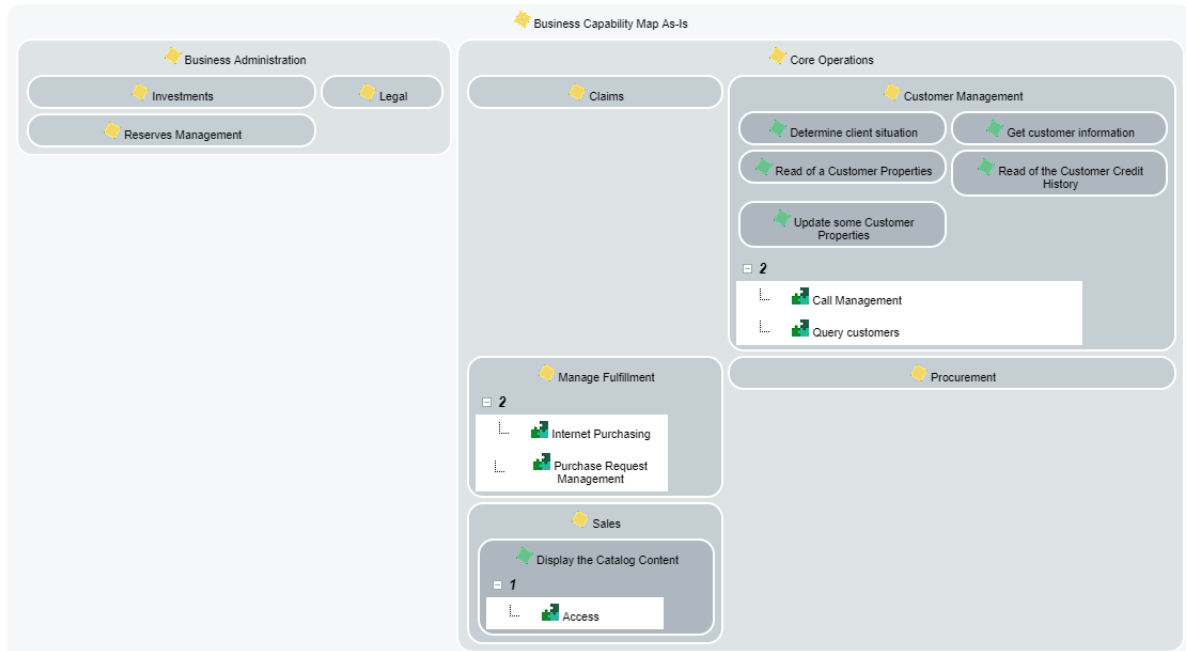 Business Capability Map As-Is
Business Administration
Investments
Legal
Reserves Management
Core Operations
Claims
Customer Management
Determine client situation
Get customer information
Read of a Customer Properties
Read of the Customer Credit
History
Update some Customer
Properties
2
Call Management
Query customers
Manage Fulfillment
2
Internet Purchasing
Purchase Request
Management
Procurement
Sales
Display the Catalog Content
1
Access